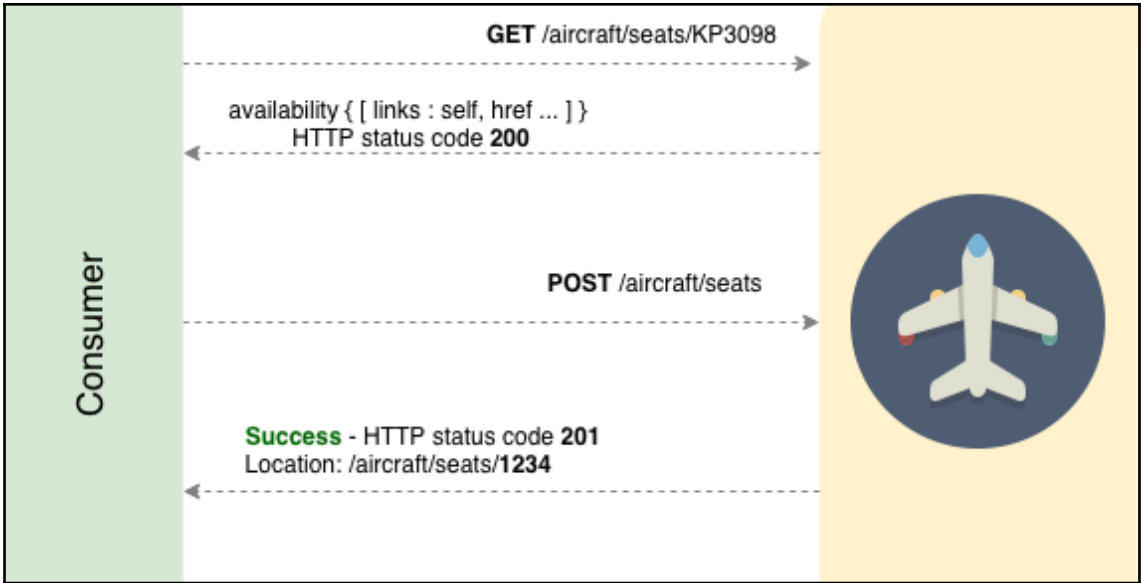 GET /aircraft/seats/KP3098
availability { [ links : self, href ... ] }
HTTP status code 200
Consumer
POST /aircraft/seats
Success - HTTP status code 201
Location: /aircraft/seats/1234